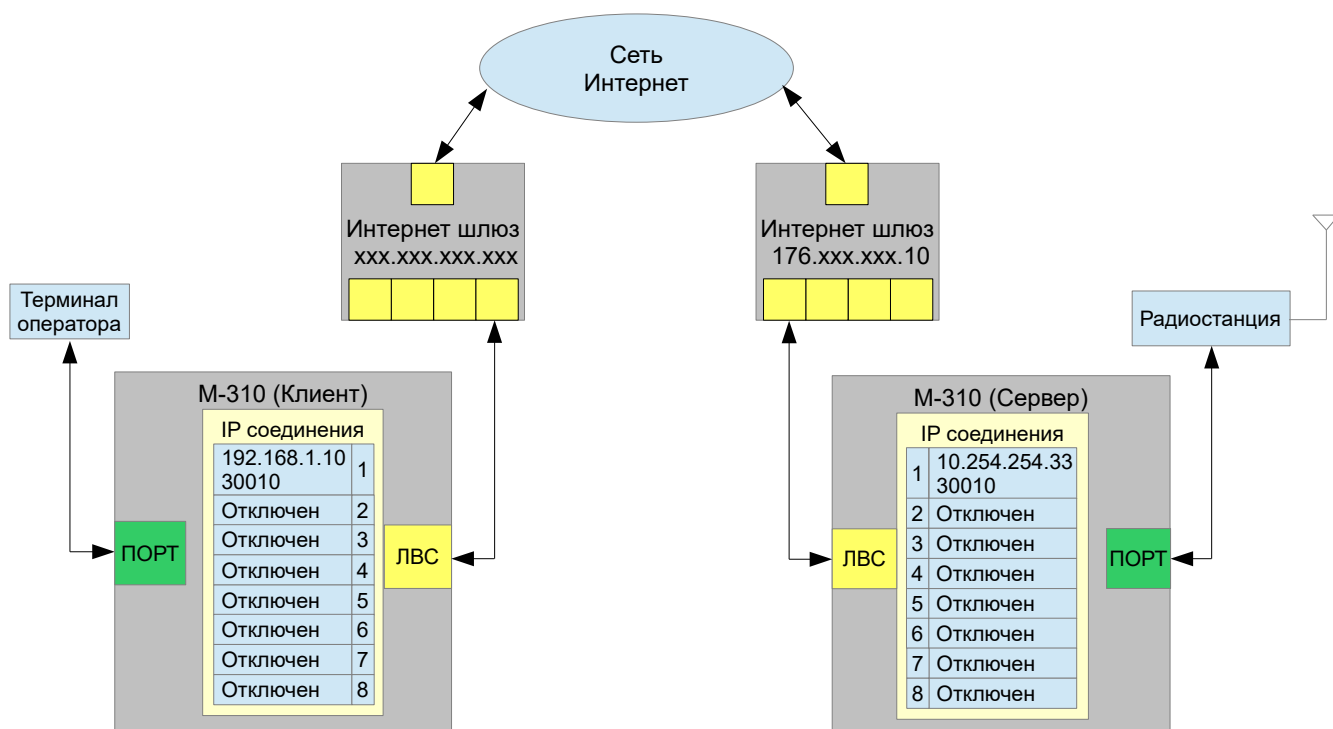 Сеть
Интернет
Интернет шлюз
xxx.xxx.xxx.xxx
Интернет шлюз
176.xxx.xxx.10
Терминал
оператора
Радиостанция
М-310 (Клиент)
IP соединения
192.168.1.10
30010
1
Отключен 2
Отключен 3
Отключен 4
Отключен 5
Отключен 6
Отключен 7
Отключен 8
ПОРТ
ЛВС
М-310 (Сервер)
IP соединения
1
10.254.254.33
30010
2 Отключен
3 Отключен
4 Отключен
5 Отключен
6 Отключен
7 Отключен
8 Отключен
ЛВС
ПОРТ